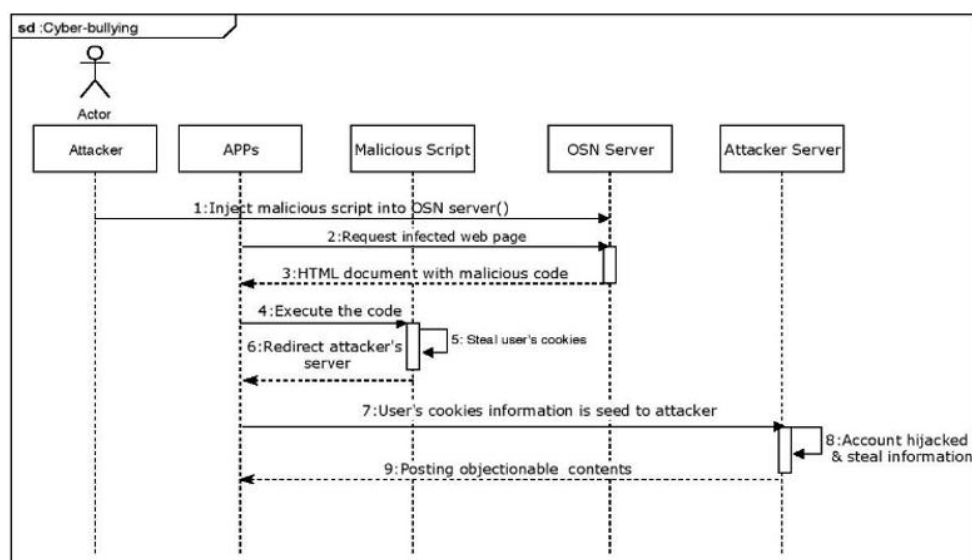 sd :Cyber-bullying
Actor
Attacker
APPs
Malicious Script
OSN Server
Attacker Server
1:Inject malicious script into OSN server()
2:Request infected web page
3:HTML document with malicious code
4:Execute the code
5: Steal user's cookies
6:Redirect attacker's
server
7:User's cookies information is seed to attacker
8:Account hijacked
& steal information
9:Posting objectionable contents